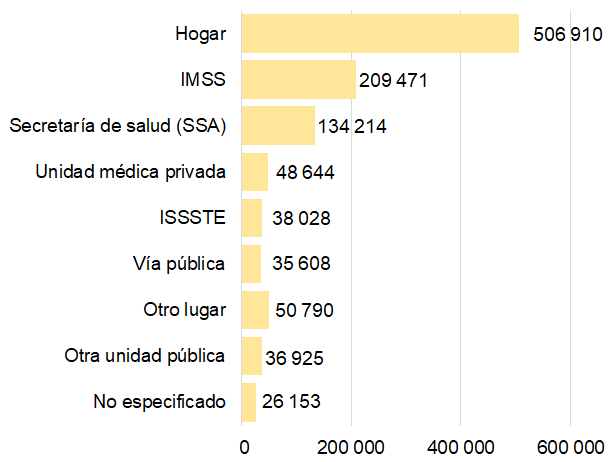 Hogar 506 910
IMSS 209 471
Secretaría de salud (SSA) 134 214
Unidad médica privada 48 644
ISSSTE 38 028
Vía pública 35 608
Otro lugar 50 790
Otra unidad pública 36 925
No especificado 26 153
0 200 000 400 000 600 000